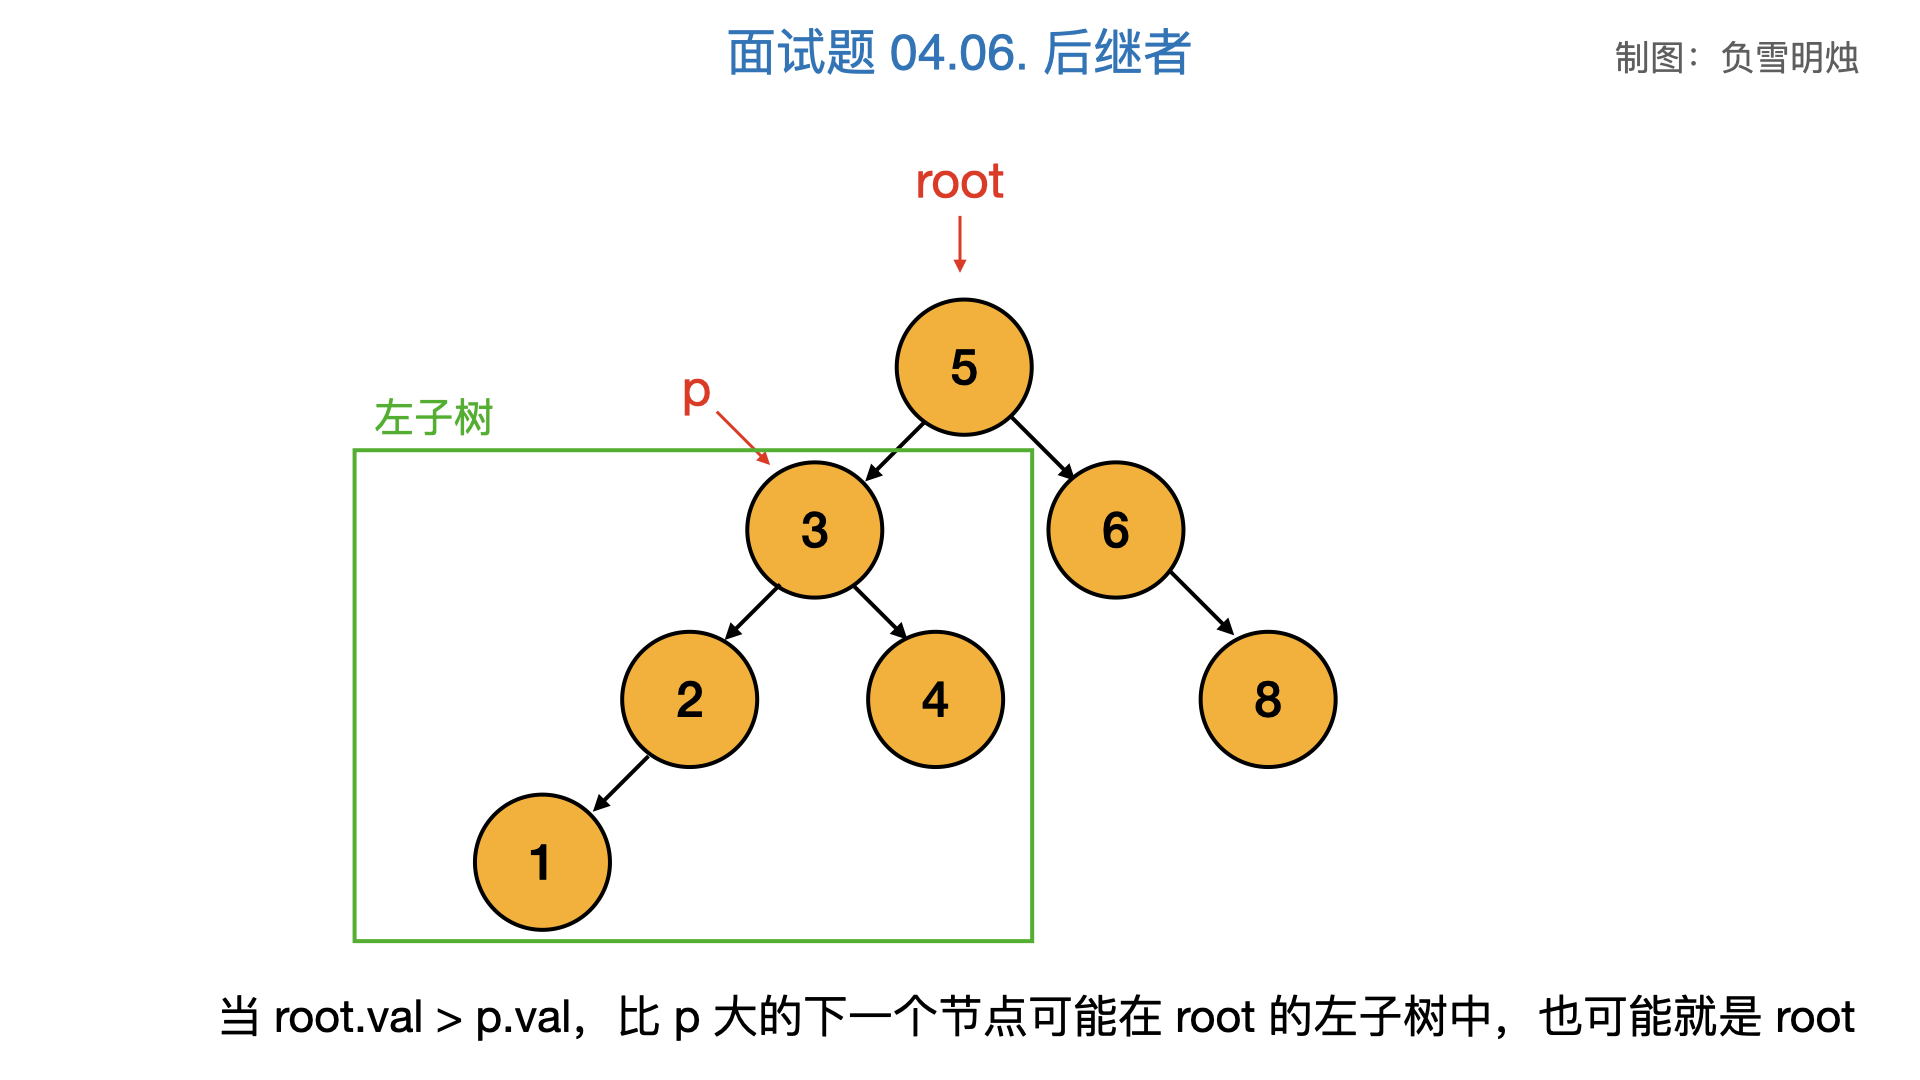 面试题 04.06. 后继者
制图：负雪明烛
root
5
p
左子树
3
6
2
4
8
1
当 root.val > p.val，比 p 大的下一个节点可能在 root 的左子树中，也可能就是 root